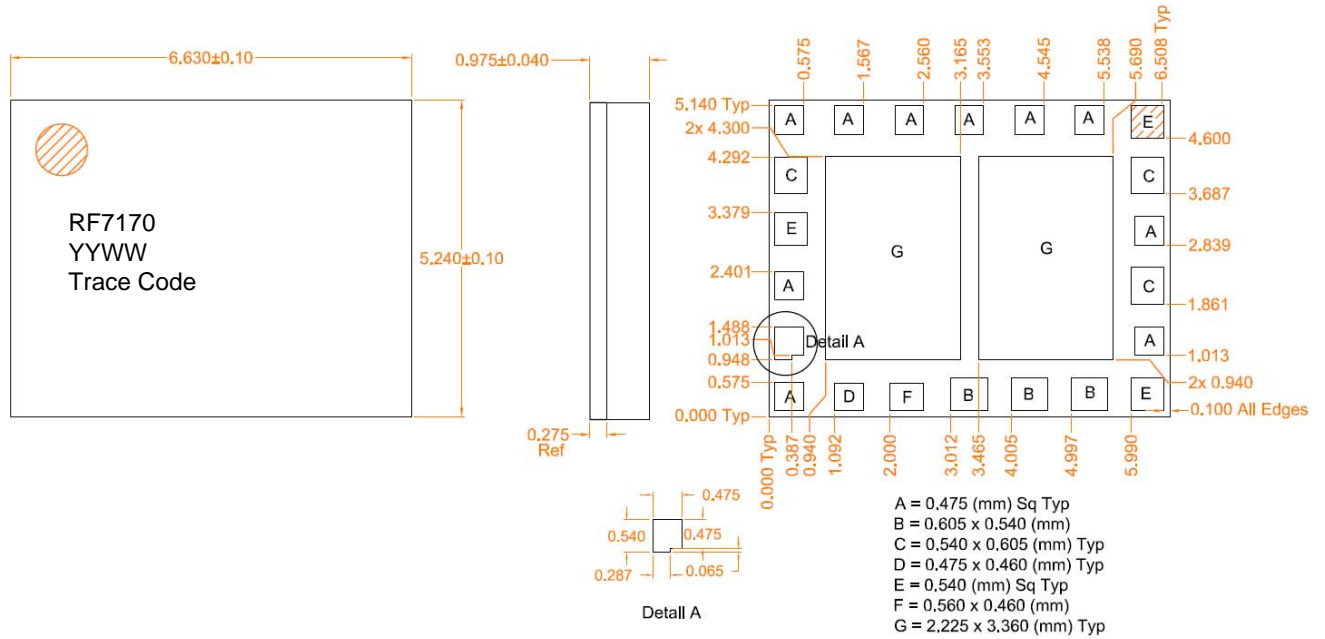 6.630±0.10
0.975±0.040
5.240±0.10
RF7170
YYWW
Trace Code
0.275
Ref
0.575
1.567
2.560
3.165
3.553
4.545
5.538
5.690
6.508 Typ
5.140 Typ
2x 4.300
4.292
3.379
2.401
1.488
1.013
0.948
0.575
0.000 Typ
A A A A A A E
C C
E A
G G
A C
Detail A A
A D F B B B E
4.600
3.687
2.839
1.861
1.013
2x 0.940
0.100 All Edges
0.000 Typ
0.387
0.940
1.092
2.000
3.012
3.465
4.005
4.997
5.990
0.475
0.540
0.475
0.287
0.065
Detall A
A = 0.475 (mm) Sq Typ
B = 0.605 x 0.540 (mm)
C = 0.540 x 0.605 (mm) Typ
D = 0.475 x 0.460 (mm) Typ
E = 0.540 (mm) Sq Typ
F = 0.560 x 0.460 (mm)
G = 2.225 x 3.360 (mm) Typ